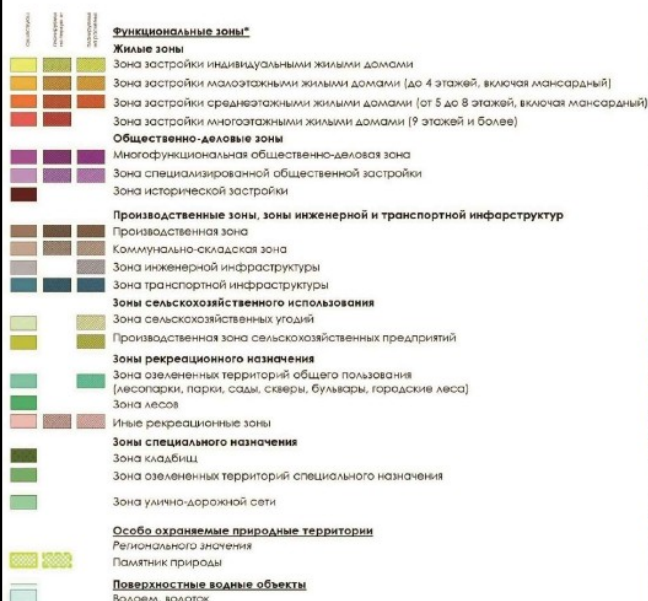 Функциональные зоны*
Жилые зоны
Зона застройки индивидуальными жилыми домами
Зона застройки малоэтажными жилыми домами (до 4 этажей, включая мансардный)
Зона застройки среднеэтажными жилыми домами (от 5 до 8 этажей, включая мансардный)
Зона застройки многоэтажными жилыми домами (9 этажей и более)
Общественно-деловые зоны
Многофункциональная общественно-деловая зона
Зона специализированной общественной застройки
Зона исторической застройки
Производственные зоны, зоны инженерной и транспортной инфарструктур
Производственная зона
Коммунально-складская зона
Зона инженерной инфраструктуры
Зона транспортной инфраструктуры
Зоны сельскохозяйственного использования
Зона сельскохозяйственных угодий
Производственная зона сельскохозяйственных предприятий
Зоны рекреационного назначения
Зона озелененных территорий общего пользования
(лесопарки, парки, сады, скверы, бульвары, городские леса)
Зона лесов
Иные рекреационные зоны
Зоны специального назначения
Зона кладбищ
Зона озелененных территорий специального назначения
Зона улично-дорожной сети
Особо охраняемые природные территории
Регионального значения
Памятник природы
Поверхностные водные объекты
Водоем, водоток